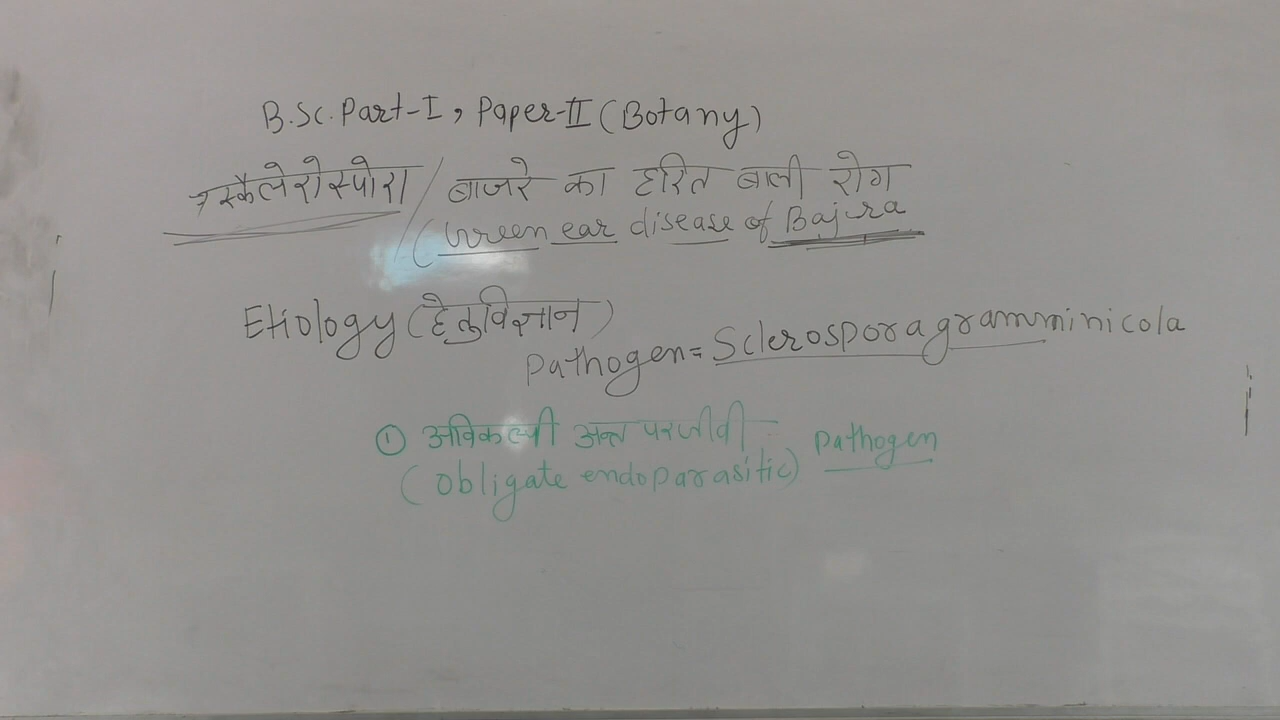 B.Sc. Part-I, Paper-II (Botany)
→ स्कैलेरोस्पोरा / बाजरे का हरित बाली रोग
(Green ear disease of Bajra
Etiology (हेतुविज्ञान)
Pathogen = Sclerospora gramminicola
① अविकल्पी अन्त परजीवी - Pathogen
(obligate endoparasitic)